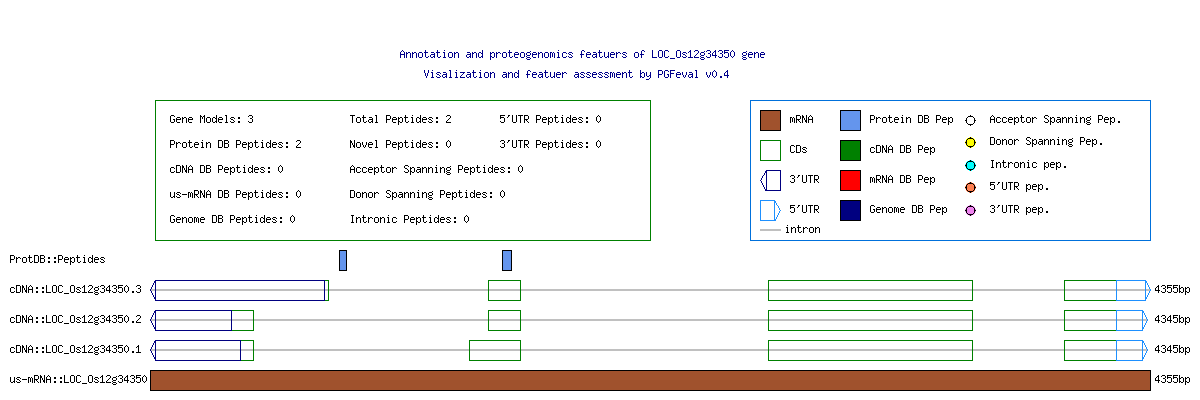 Annotation and proteogenomics featuers of LOC_Os12g34350 gene
Visalization and featuer assessment by PGFeval v0.4
Gene Models: 3 Total Peptides: 2 5'UTR Peptides: 0
Protein DB Peptides: 2 Novel Peptides: 0 3'UTR Peptides: 0
cDNA DB Peptides: 0 Acceptor Spanning Peptides: 0
us-mRNA DB Peptides: 0 Donor Spanning Peptides: 0
Genome DB Peptides: 0 Intronic Peptides: 0
mRNA Protein DB Pep Acceptor Spanning Pep.
CDs cDNA DB Pep Donor Spanning Pep.
3'UTR mRNA DB Pep Intronic pep.
5'UTR Genome DB Pep 5'UTR pep.
intron 3'UTR pep.
ProtDB::Peptides
cDNA::LOC_Os12g34350.3 4355bp
cDNA::LOC_Os12g34350.2 4345bp
cDNA::LOC_Os12g34350.1 4345bp
us-mRNA::LOC_Os12g34350 4355bp